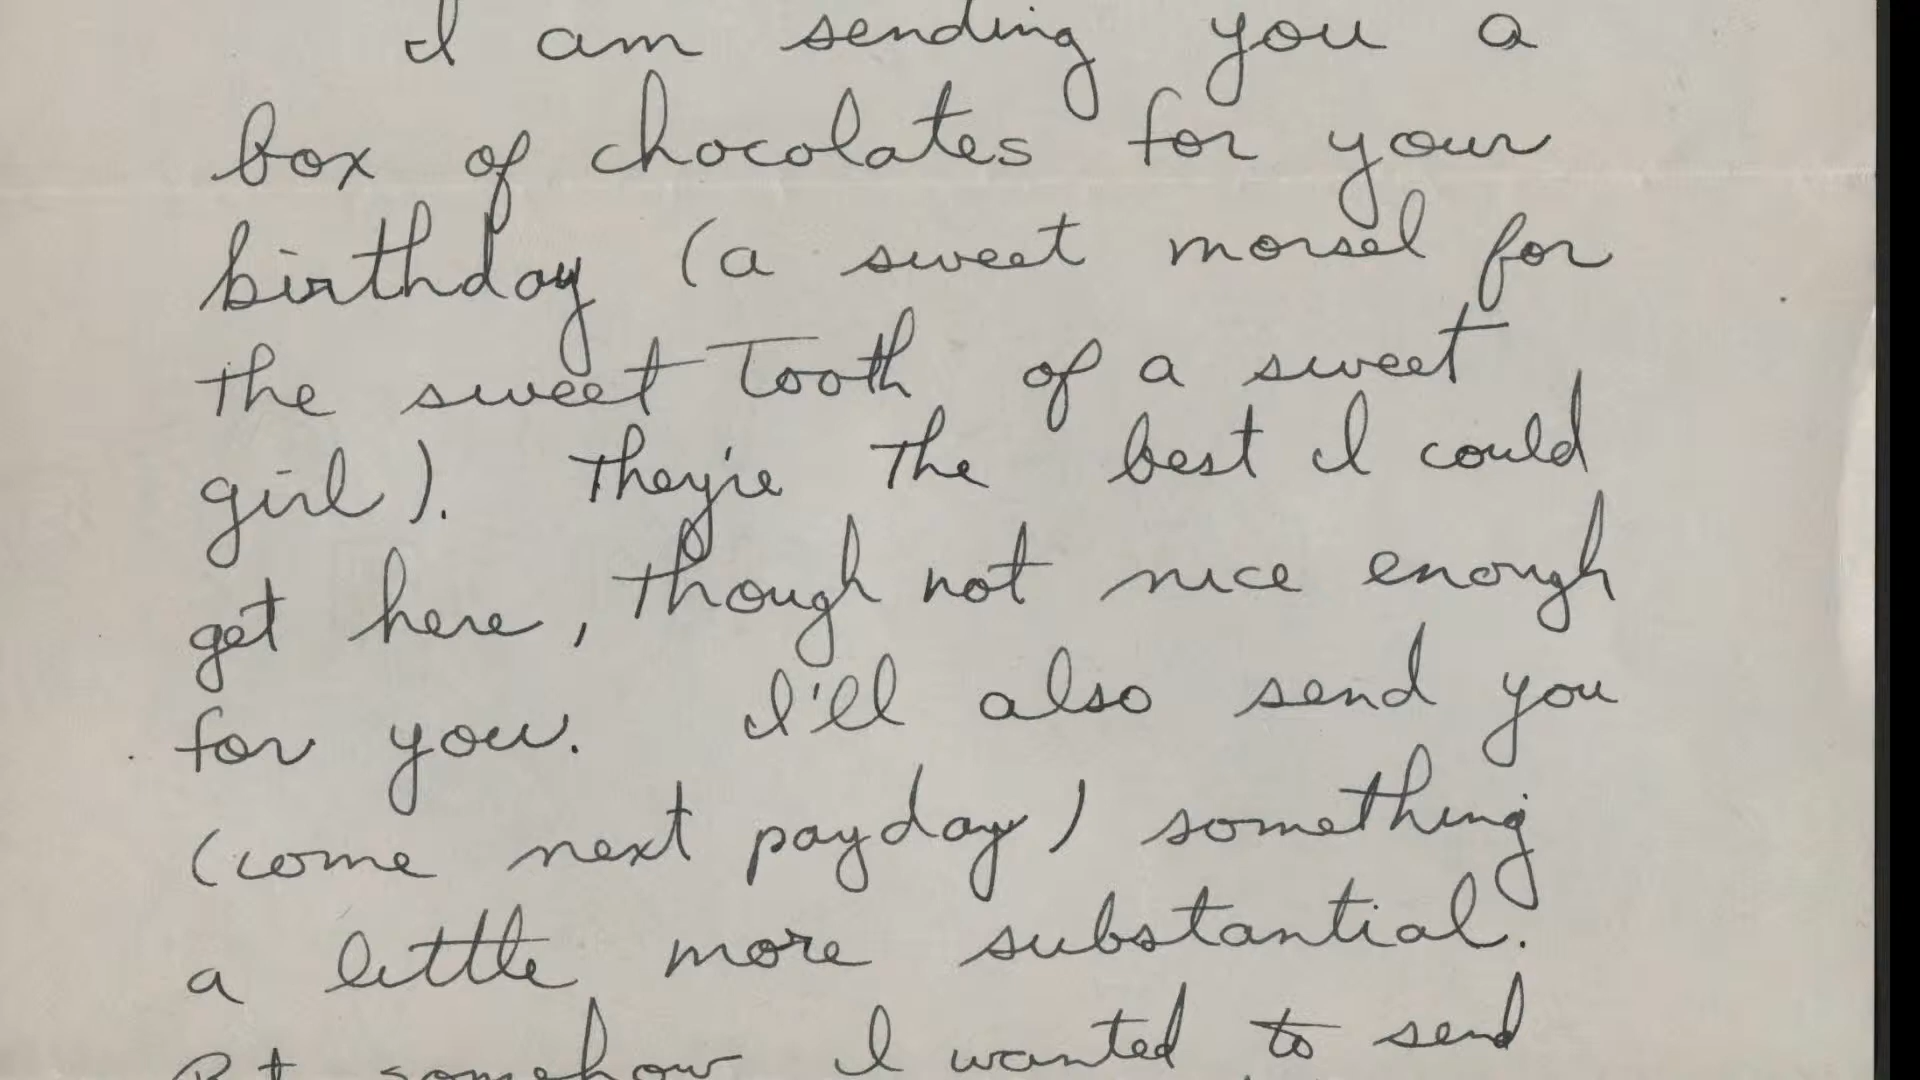 I am sending you a
box of chocolates for your
birthday (a sweet morsel for
the sweet tooth of a sweet
girl). They're the best I could
get here, though not nice enough
for you. I'll also send you
(come next payday) something
a little more substantial.
But somehow I wanted to send